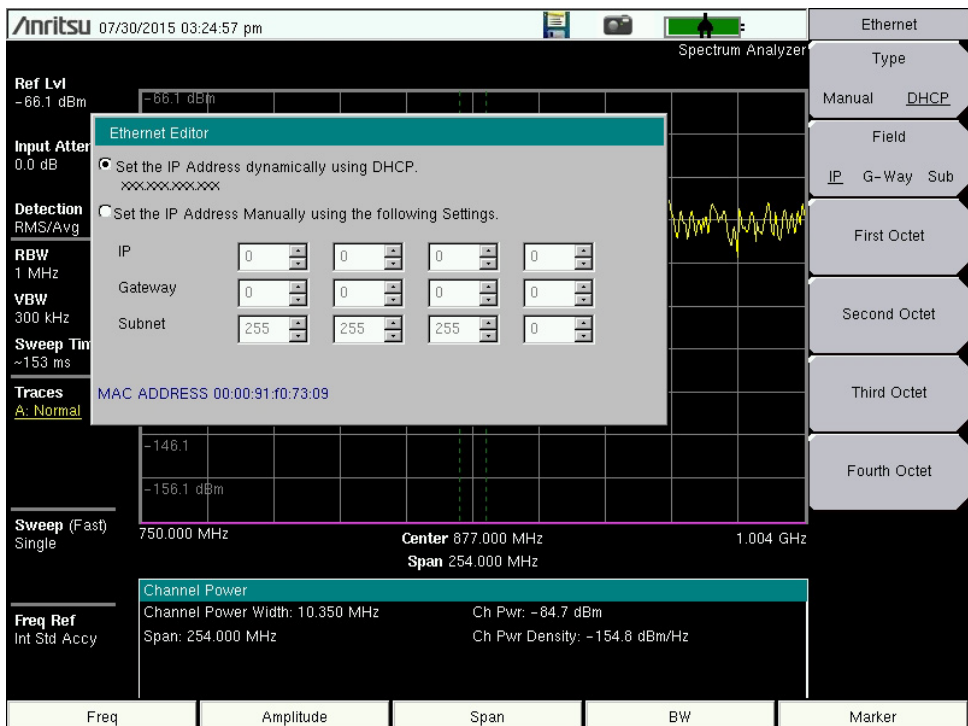 Anritsu 07/30/2015 03:24:57 pm
Spectrum Analyzer
Ref Lvl
-66.1 dBm
Input Atten
0.0 dB
Detection
RMS/Avg
RBW
1 MHz
VBW
300 kHz
Sweep Tim
~153 ms
Traces
A: Normal
Sweep (Fast)
Single
Freq Ref
Int Std Accy
-66.1 dBm
Ethernet Editor
Set the IP Address dynamically using DHCP.
xxx.xxx.xxx.xxx
Set the IP Address Manually using the following Settings.
IP 0 0 0 0
Gateway 0 0 0 0
Subnet 255 255 255 0
MAC ADDRESS 00:00:91:f0:73:09
-146.1
-156.1 dBm
750.000 MHz
Center 877.000 MHz
1.004 GHz
Span 254.000 MHz
Channel Power
Channel Power Width: 10.350 MHz
Ch Pwr: -84.7 dBm
Span: 254.000 MHz
Ch Pwr Density: -154.8 dBm/Hz
Ethernet
Type
Manual DHCP
Field
IP G-Way Sub
First Octet
Second Octet
Third Octet
Fourth Octet
Freq
Amplitude
Span
BW
Marker